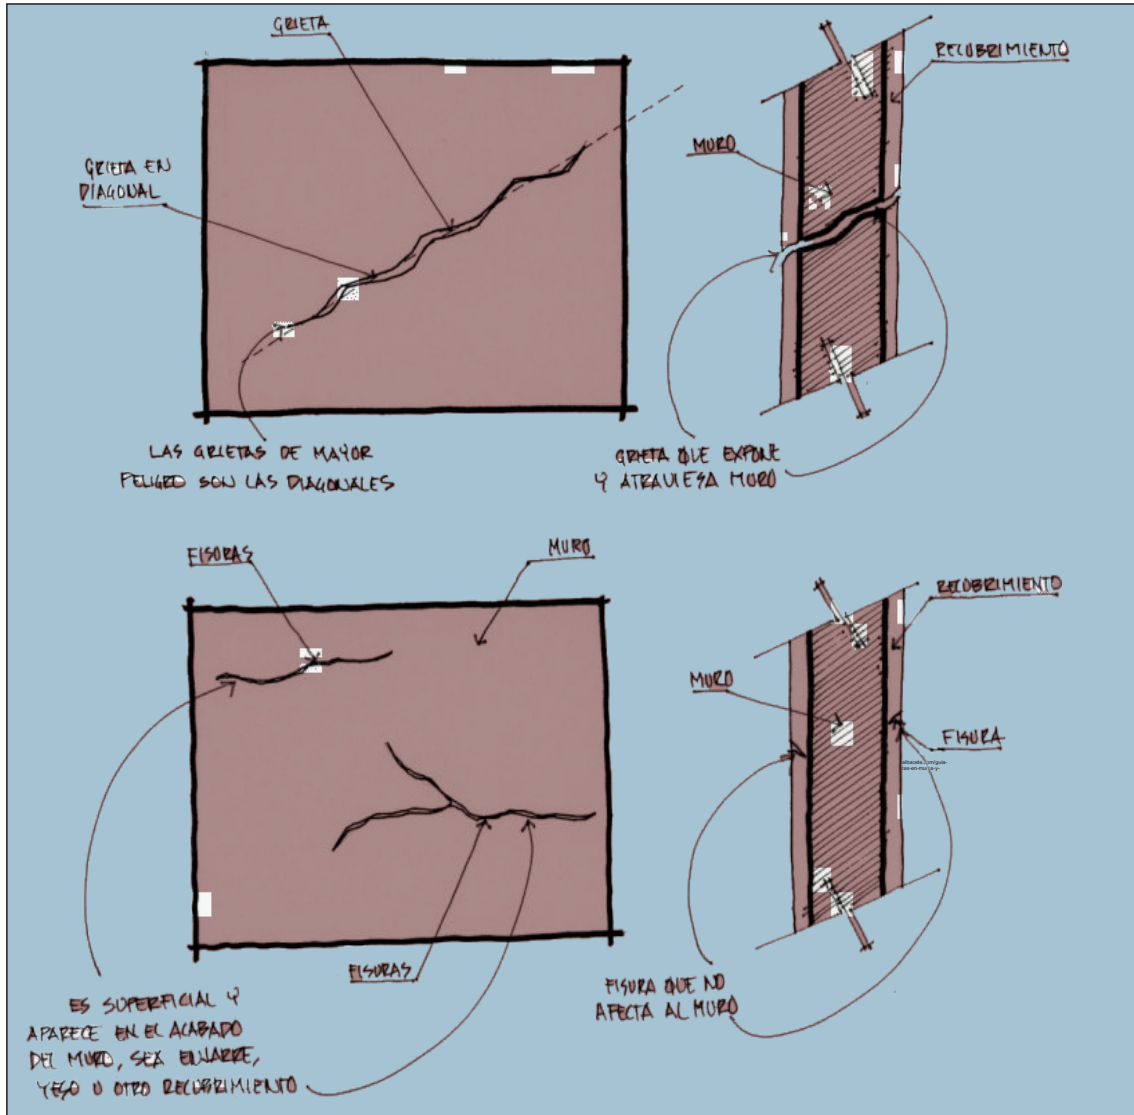 GRIETA
RECUBRIMIENTO
MURO
GRIETA EN
DIAGONAL
LAS GRIETAS DE MAYOR
PELIGRO SON LAS DIAGONALES
GRIETA QUE EXPONE
Y ATRAVIESA MURO
FISURAS
MURO
RECUBRIMIENTO
MURO
FISURA
FISURAS
FISURA QUE NO
AFECTA AL MURO
ES SUPERFICIAL Y
APARECE EN EL ACABADO
DEL MURO, SEA ENJARRE,
YESO U OTRO RECUBRIMIENTO